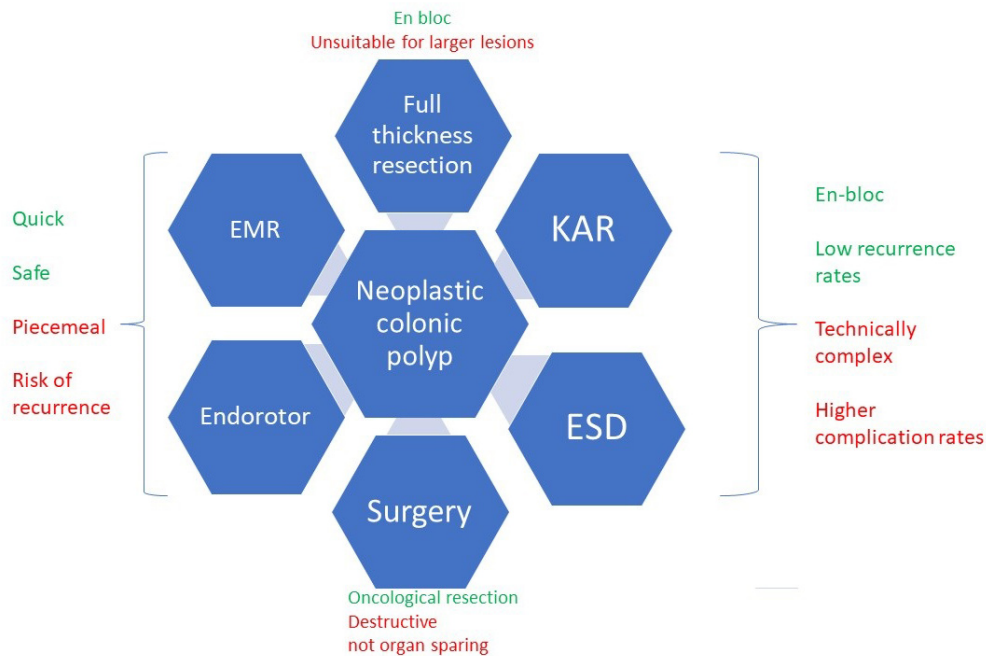 En bloc
Unsuitable for larger lesions
Full
thickness
resection
EMR
KAR
Quick
Safe
Piecemeal
Risk of
recurrence
Neoplastic
colonic
polyp
En-bloc
Low recurrence
rates
Technically
complex
Higher
complication rates
Endorotor
ESD
Surgery
Oncological resection
Destructive
not organ sparing